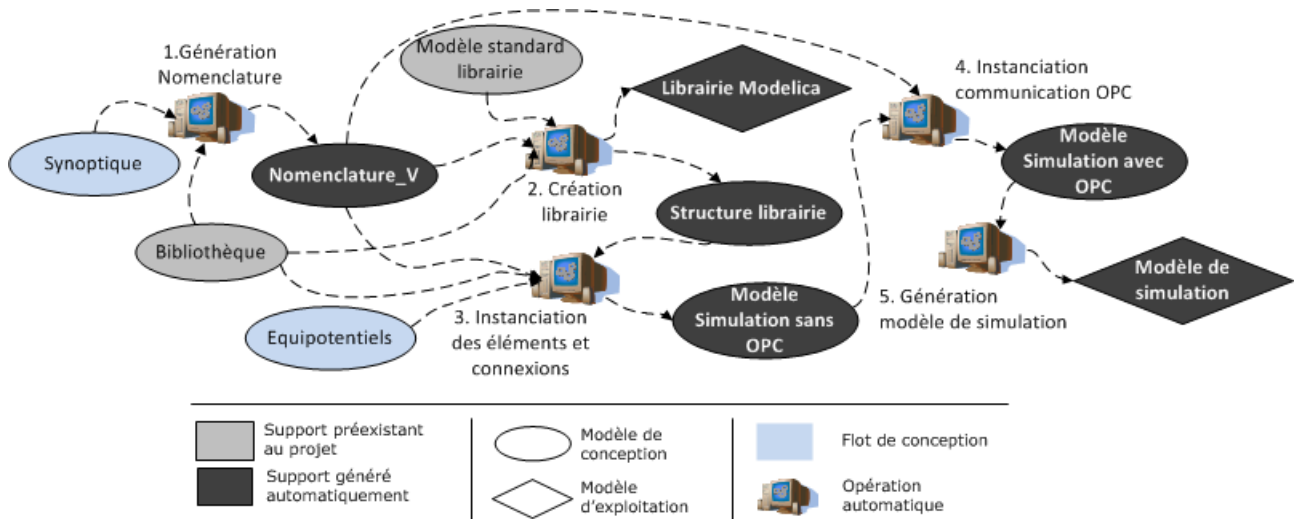 1.Génération
Nomenclature
Modèle standard
librairie
Librairie Modelica
4. Instanciation
communication OPC
Synoptique
Nomenclature_V
2. Création
librairie
Modèle
Simulation avec
OPC
Structure librairie
Bibliothèque
Equipotentiels
3. Instanciation
des éléments et
connexions
Modèle
Simulation sans
OPC
5. Génération
modèle de simulation
Modèle de
simulation
Support préexistant
au projet
Support généré
automatiquement
Modèle de
conception
Modèle
d'exploitation
Flot de conception
Opération
automatique